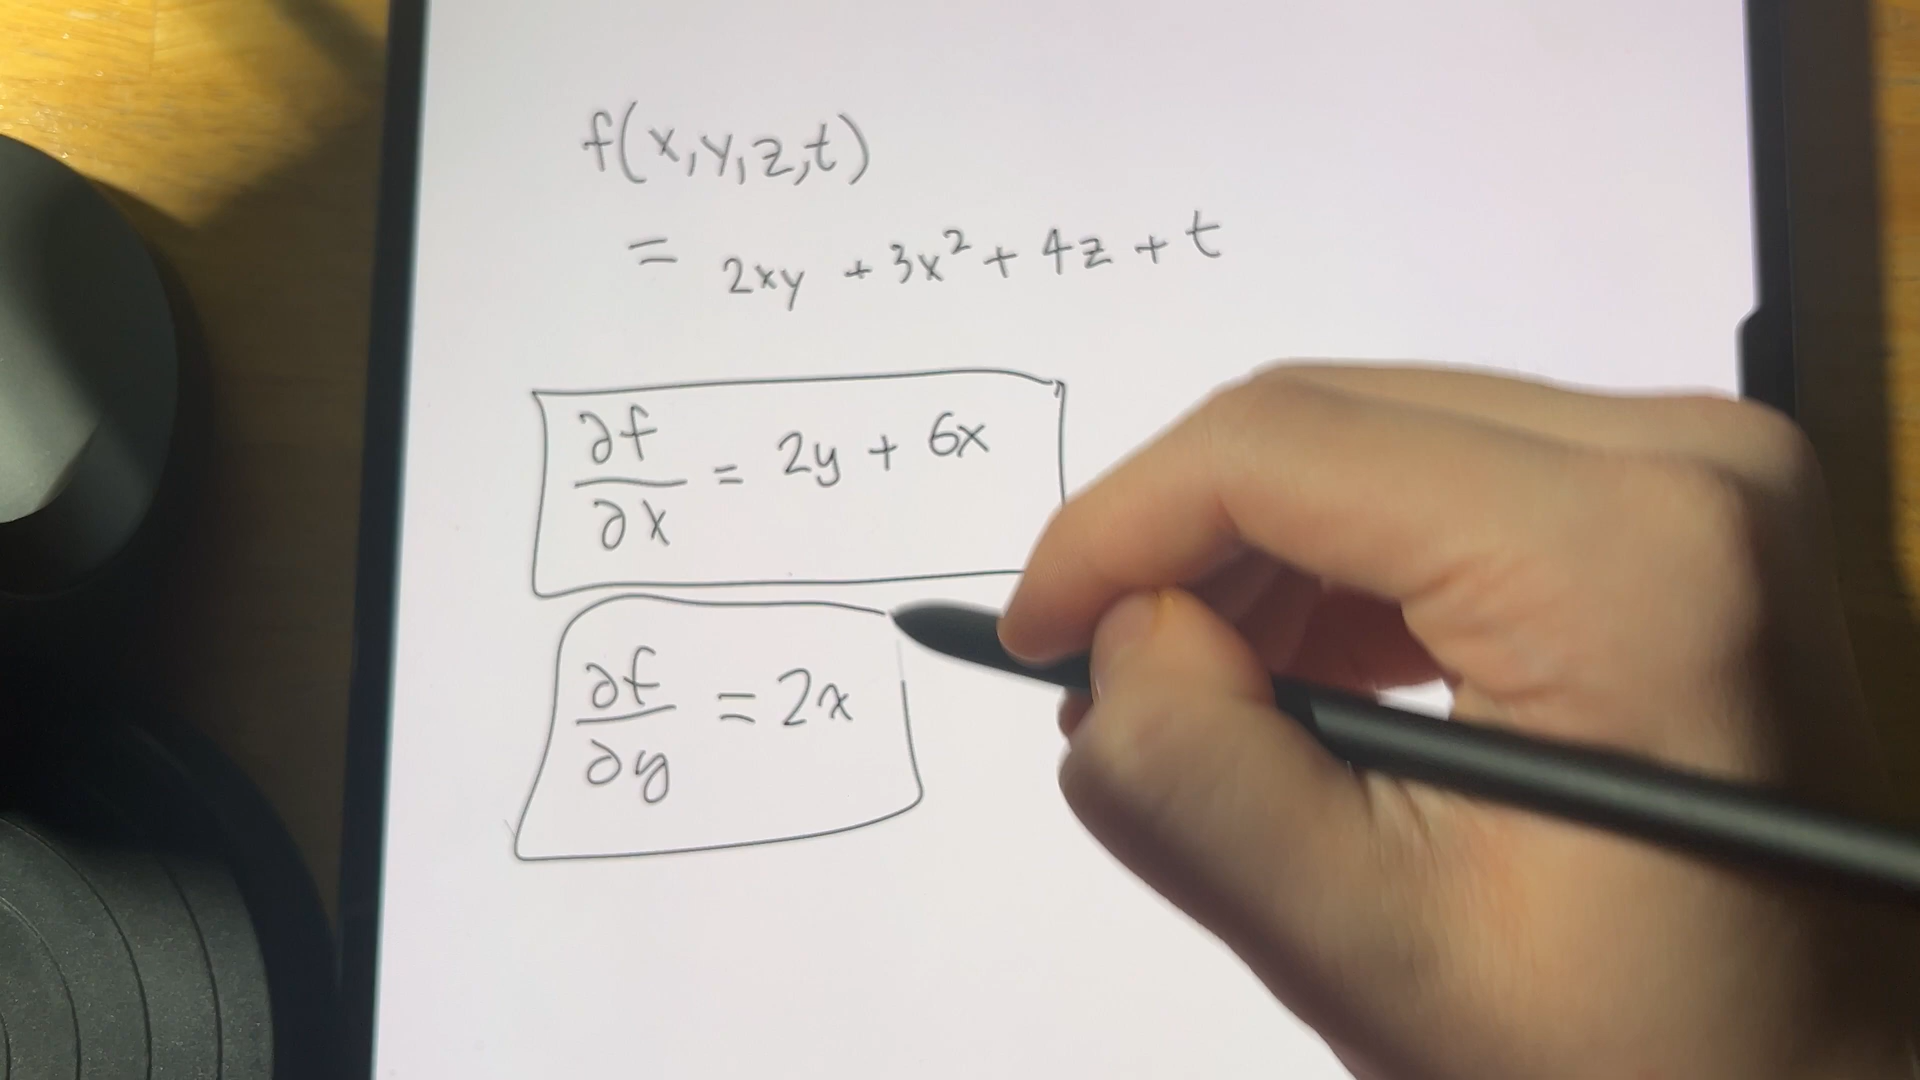 f(x,y,z,t)
= 2xy + 3x² + 4z + t
∂f/∂x = 2y + 6x
∂f/∂y = 2x